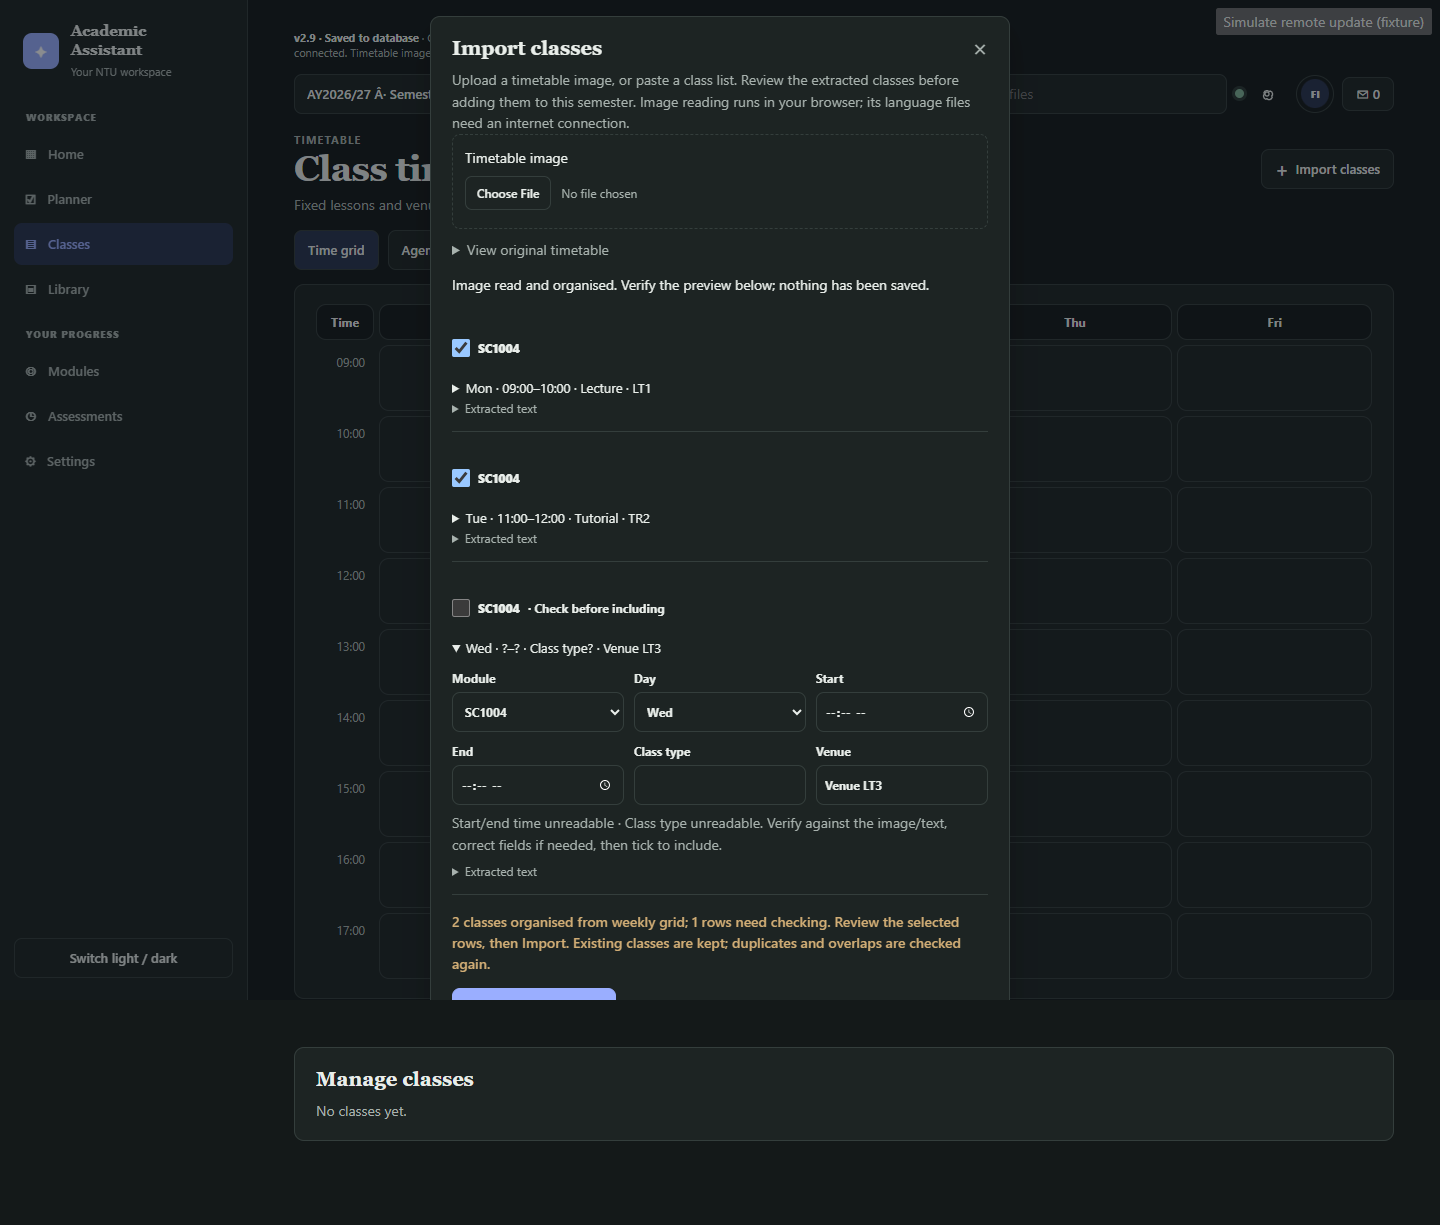 Academic
Assistant
Your NTU workspace
WORKSPACE
Home
Planner
Classes
Library
YOUR PROGRESS
Modules
Assessments
Settings
Switch light / dark
Simulate remote update (fixture)
v2.9 · Saved to database ·
connected. Timetable image
AY2026/27 Â· Semest
files
FI
0
TIMETABLE
Class tim
Fixed lessons and venu
+ Import classes
Time grid
Agen
Time
Thu
Fri
09:00
10:00
11:00
12:00
13:00
14:00
15:00
16:00
17:00
Import classes
Upload a timetable image, or paste a class list. Review the extracted classes before
adding them to this semester. Image reading runs in your browser; its language files
need an internet connection.
Timetable image
Choose File No file chosen
View original timetable
Image read and organised. Verify the preview below; nothing has been saved.
SC1004
Mon · 09:00–10:00 · Lecture · LT1
Extracted text
SC1004
Tue · 11:00–12:00 · Tutorial · TR2
Extracted text
SC1004 · Check before including
Wed · ?–? · Class type? · Venue LT3
Module Day Start
SC1004 Wed --:-- --
End Class type Venue
--:-- -- Venue LT3
Start/end time unreadable · Class type unreadable. Verify against the image/text,
correct fields if needed, then tick to include.
Extracted text
2 classes organised from weekly grid; 1 rows need checking. Review the selected
rows, then Import. Existing classes are kept; duplicates and overlaps are checked
again.
Manage classes
No classes yet.